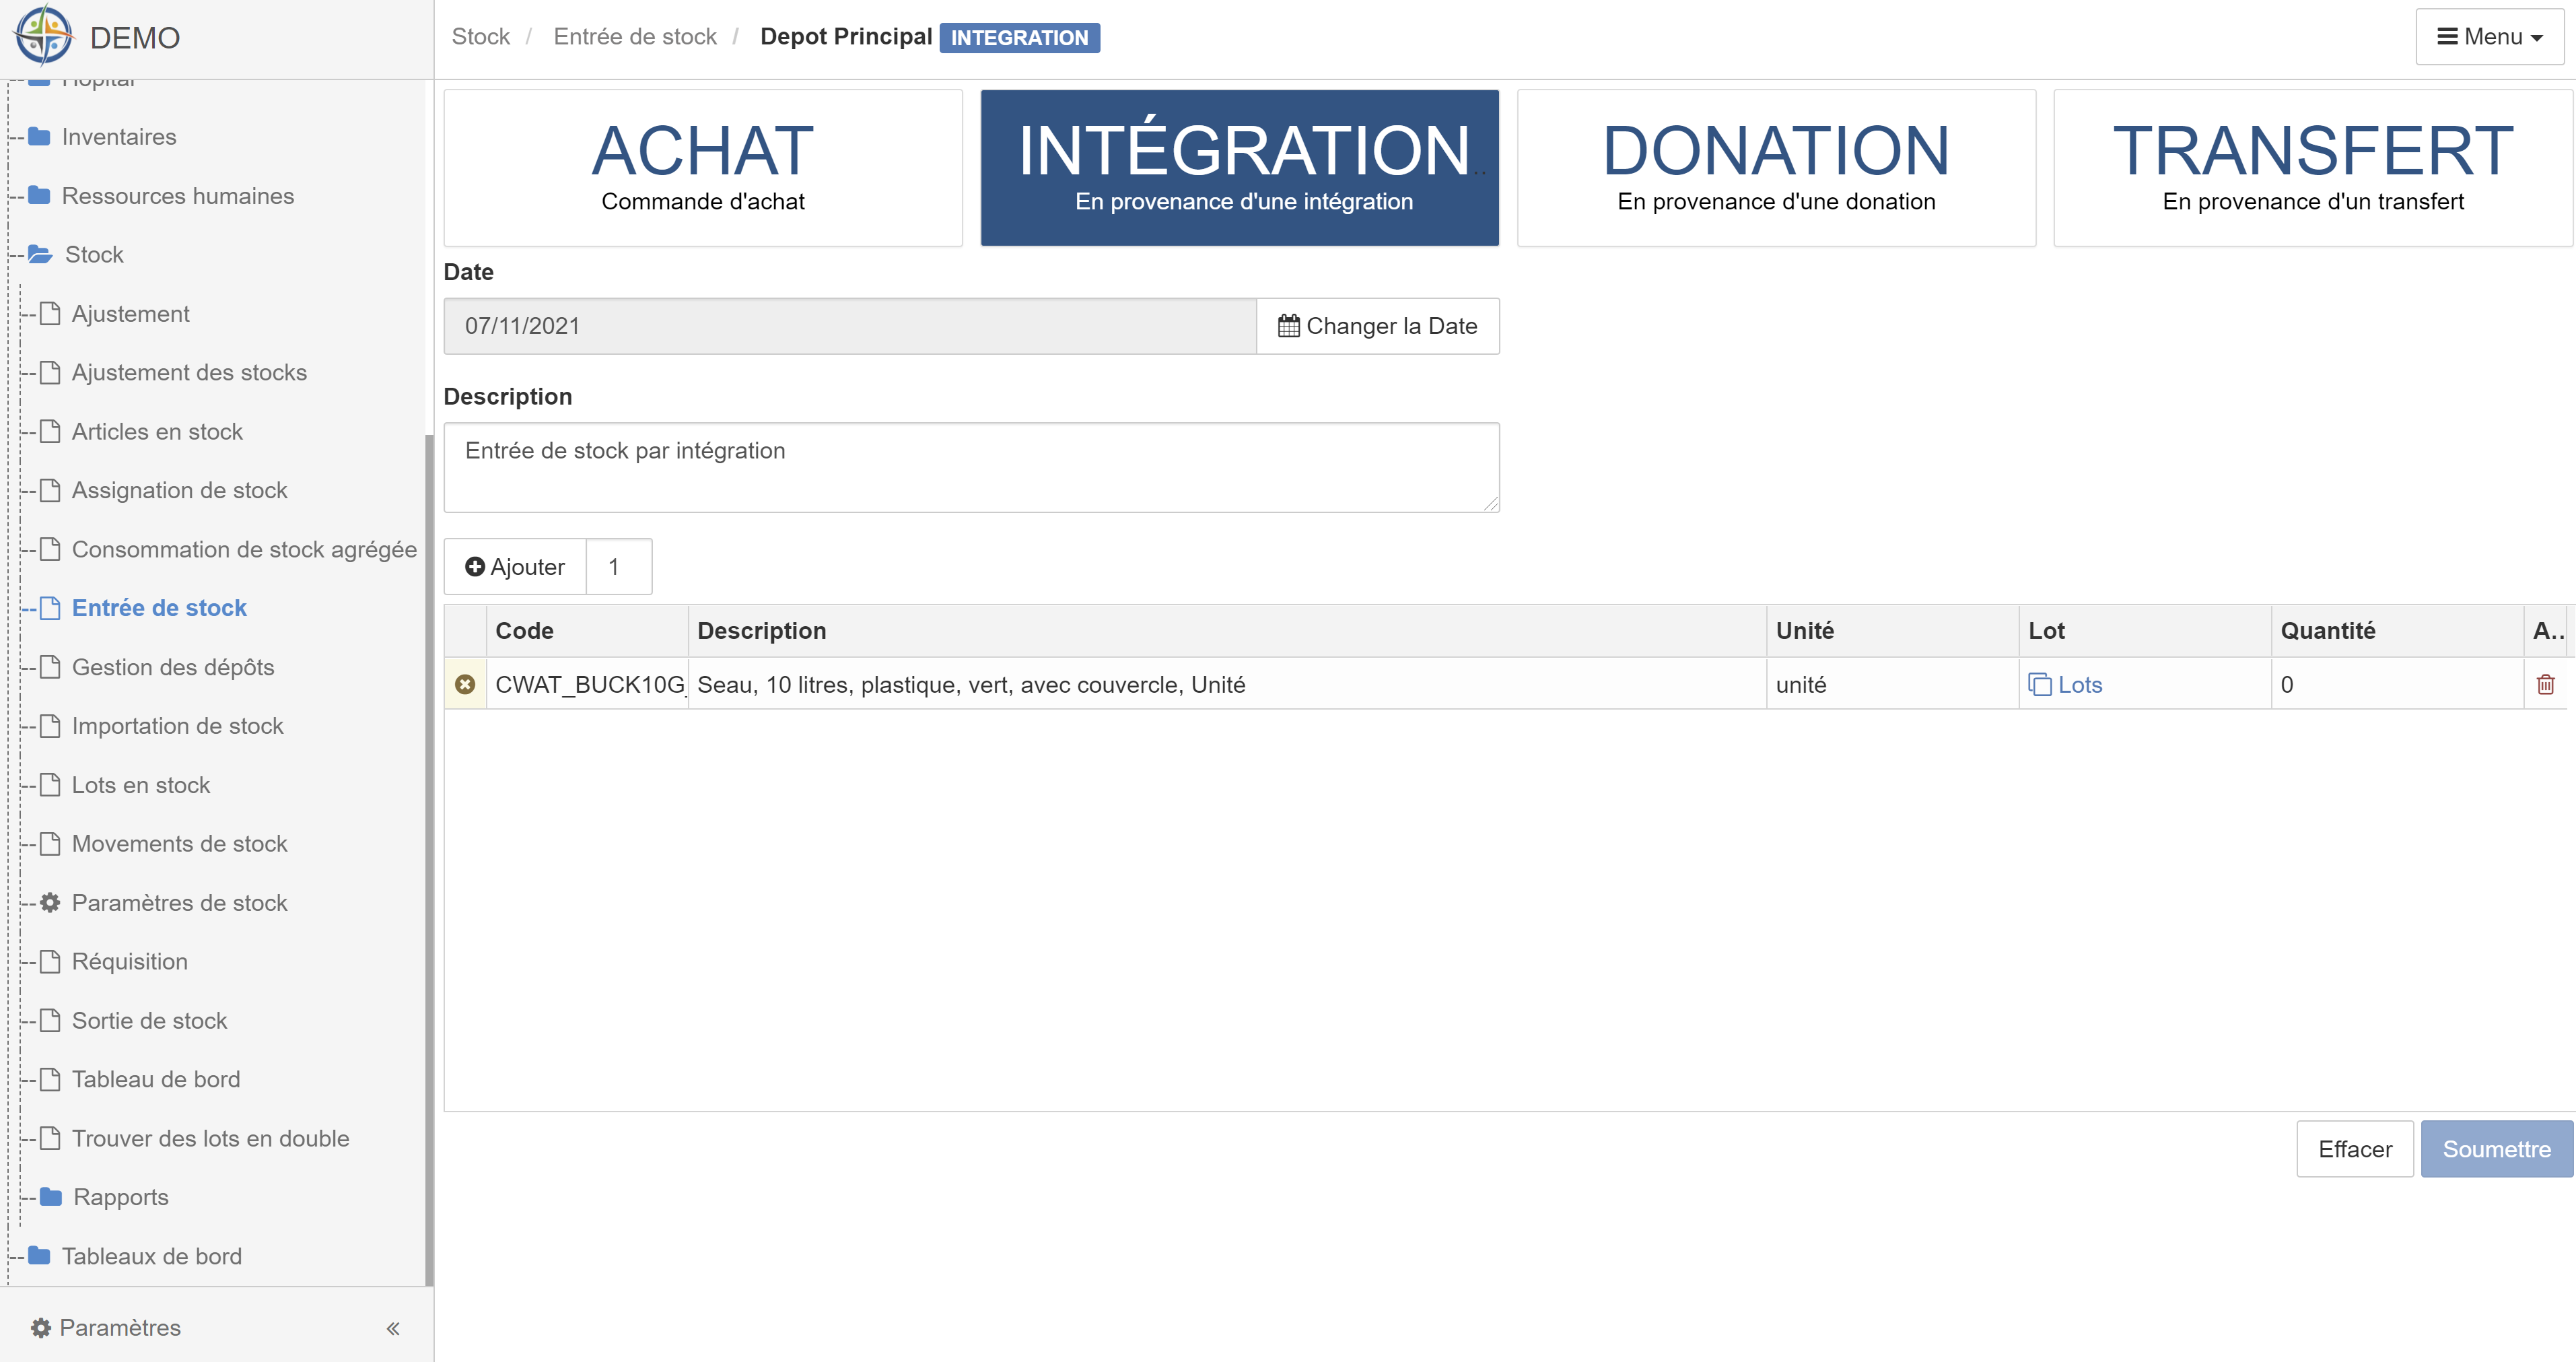 DEMO
Stock / Entrée de stock / Depot Principal INTEGRATION
Menu
Hôpital
Inventaires
Ressources humaines
Stock
Ajustement
Ajustement des stocks
Articles en stock
Assignation de stock
Consommation de stock agrégée
Entrée de stock
Gestion des dépôts
Importation de stock
Lots en stock
Movements de stock
Paramètres de stock
Réquisition
Sortie de stock
Tableau de bord
Trouver des lots en double
Rapports
Tableaux de bord
Paramètres
ACHAT
Commande d'achat
INTÉGRATION..
En provenance d'une intégration
DONATION
En provenance d'une donation
TRANSFERT
En provenance d'un transfert
Date
07/11/2021
Changer la Date
Description
Entrée de stock par intégration
Ajouter 1
Code Description Unité Lot Quantité A..
CWAT_BUCK10G_ Seau, 10 litres, plastique, vert, avec couvercle, Unité unité Lots 0
Effacer Soumettre